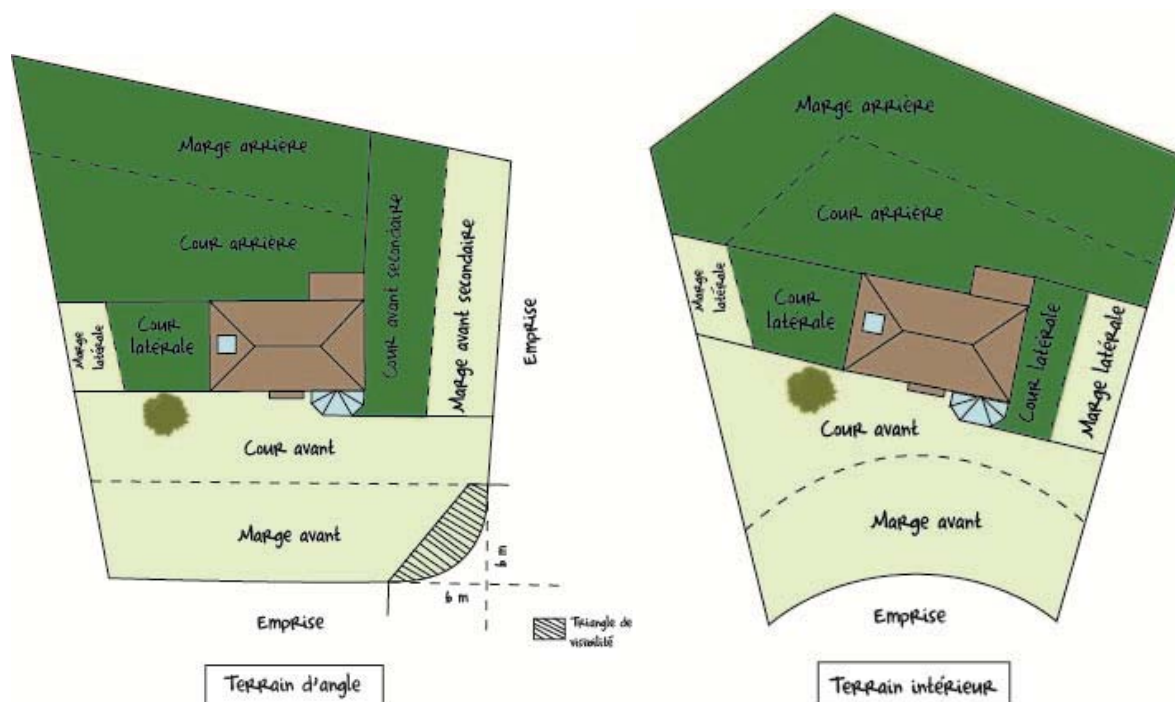 Marge arrière
Cour arrière
Marge
latérale
Cour
latérale
Cour avant secondaire
Marge avant secondaire
Emprise
Cour avant
Marge avant
6 m
6 m
Emprise
Triangle de
visibilité
Terrain d'angle
Marge arrière
Cour arrière
Marge
latérale
Cour
latérale
Cour latérale
Marge latérale
Cour avant
Marge avant
Emprise
Terrain intérieur